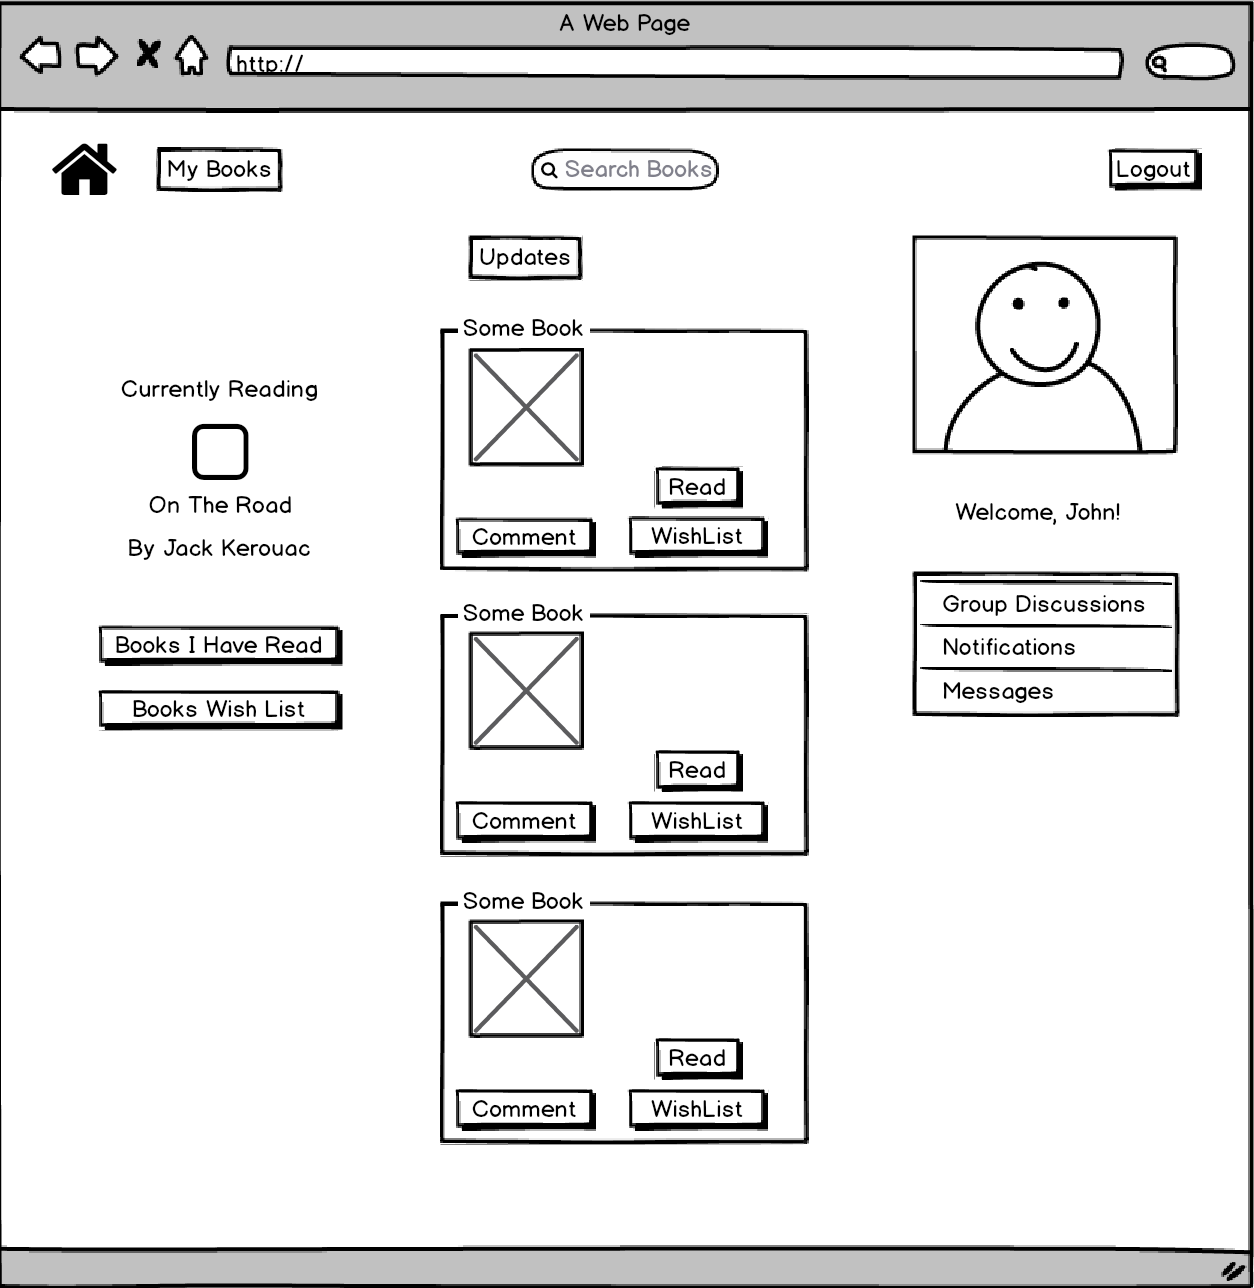 A Web Page
http://
My Books
Search Books
Logout
Updates
Currently Reading
On The Road
By Jack Kerouac
Books I Have Read
Books Wish List
Some Book
Read
Comment
WishList
Some Book
Read
Comment
WishList
Some Book
Read
Comment
WishList
Welcome, John!
Group Discussions
Notifications
Messages